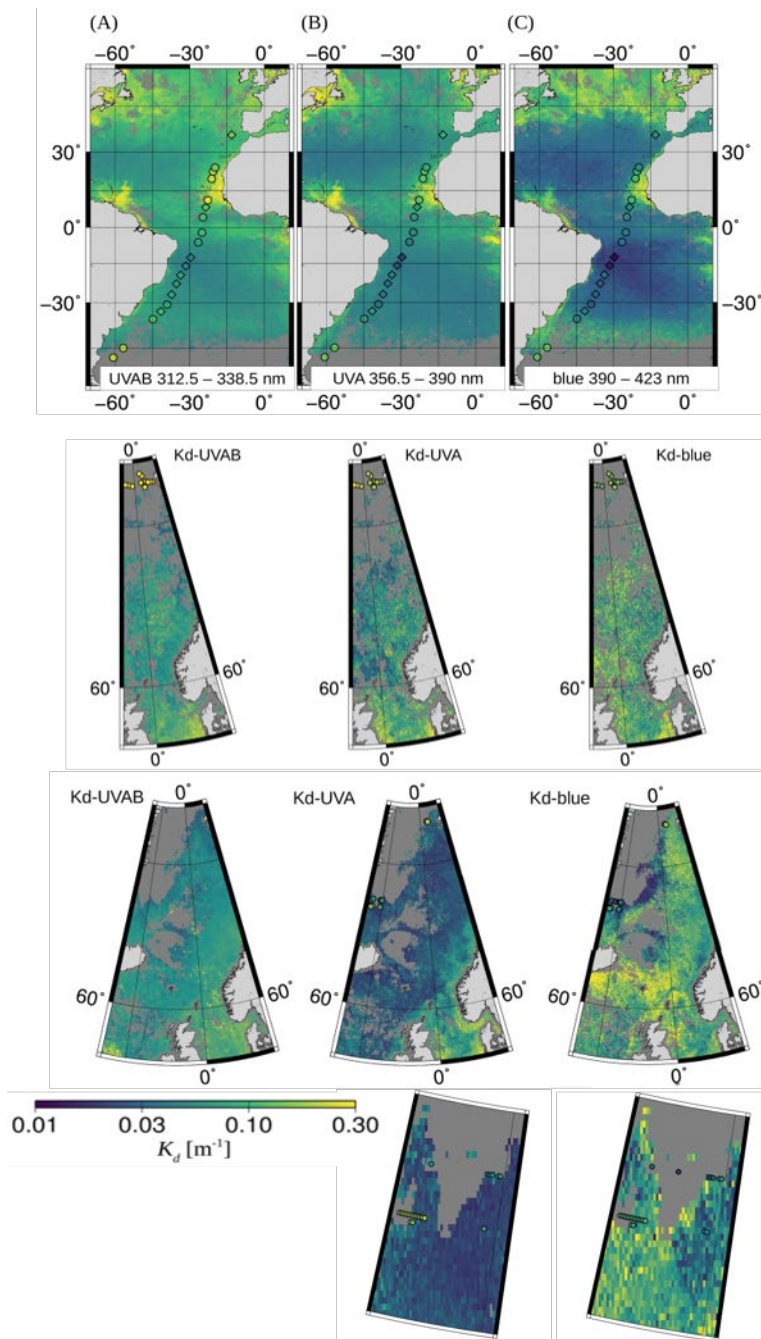 (A) (B) (C)
−60° −30° 0° −60° −30° 0° −60° −30° 0°
30° 30°
0° 0°
−30° −30°
UVAB 312.5 – 338.5 nm UVA 356.5 – 390 nm blue 390 – 423 nm
−60° −30° 0° −60° −30° 0° −60° −30° 0°
0° Kd-UVAB 0° Kd-UVA 0° Kd-blue
60° 60° 60° 60°
0° 0° 0°
Kd-UVAB 0° Kd-UVA 0° Kd-blue 0°
60° 60° 60° 60°
0° 0° 0°
0.01 0.03 0.10 0.30
K_d [m⁻¹]